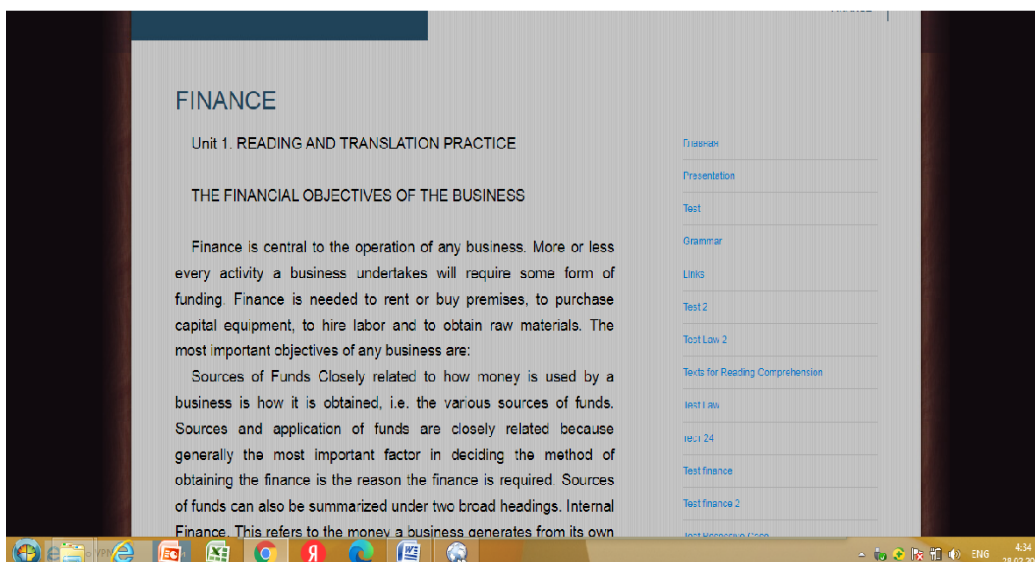 FINANCE
Unit 1. READING AND TRANSLATION PRACTICE
THE FINANCIAL OBJECTIVES OF THE BUSINESS
Finance is central to the operation of any business. More or less
every activity a business undertakes will require some form of
funding. Finance is needed to rent or buy premises, to purchase
capital equipment, to hire labor and to obtain raw materials. The
most important objectives of any business are:
Sources of Funds Closely related to how money is used by a
business is how it is obtained, i.e. the various sources of funds.
Sources and application of funds are closely related because
generally the most important factor in deciding the method of
obtaining the finance is the reason the finance is required. Sources
of funds can also be summarized under two broad headings. Internal
Finance. This refers to the money a business generates from its own
Главная
Presentation
Test
Grammar
Links
Test 2
Test Law 2
Texts for Reading Comprehension
Test Law
Тест 24
Test finance
Test finance 2
VPN
ENG
4:34